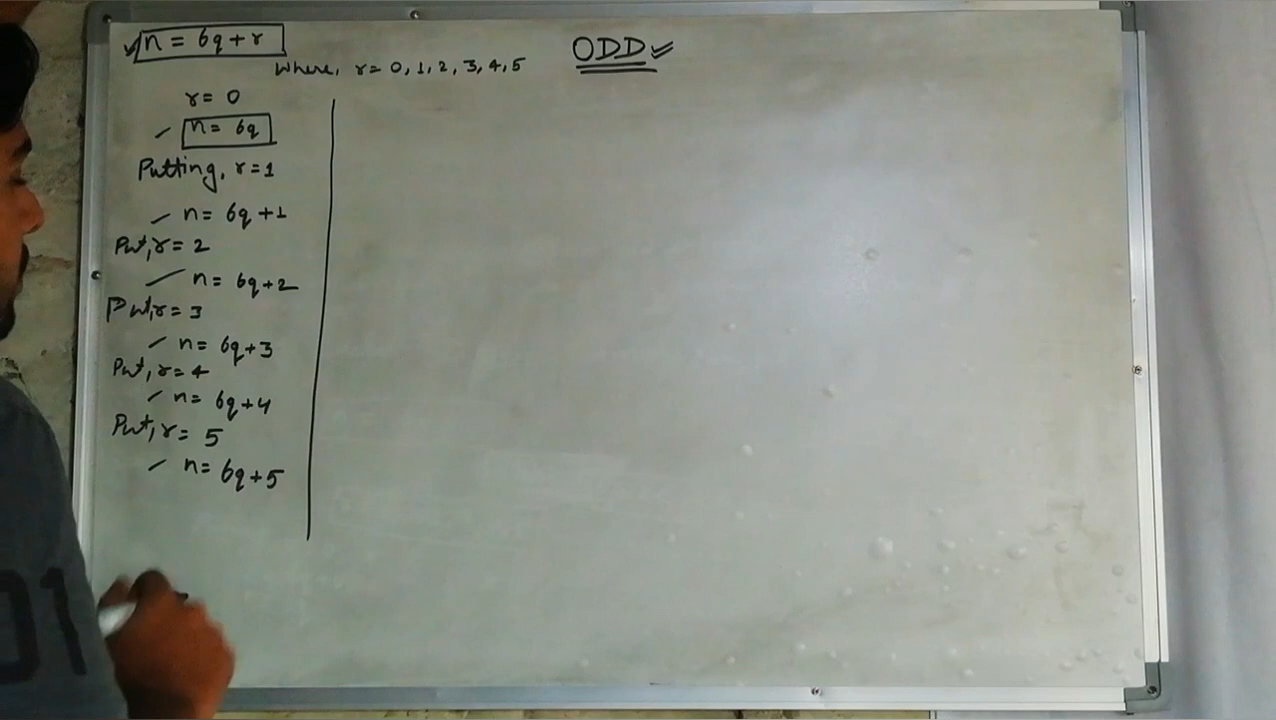 n = 6q + r
ODD
Where, r = 0, 1, 2, 3, 4, 5
r = 0
n = 6q
Putting, r = 1
n = 6q + 1
Put, r = 2
n = 6q + 2
Put, r = 3
n = 6q + 3
Put, r = 4
n = 6q + 4
Put, r = 5
n = 6q + 5
01